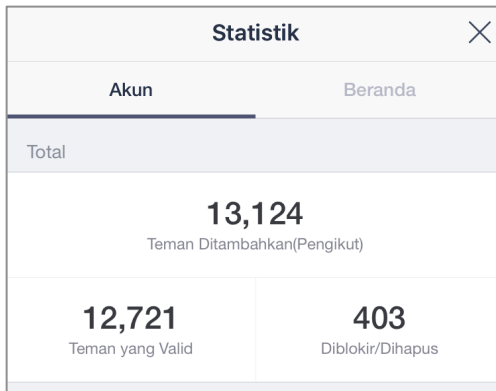 Statistik
Akun
Beranda
Total
13,124
Teman Ditambahkan(Pengikut)
12,721
Teman yang Valid
403
Diblokir/Dihapus